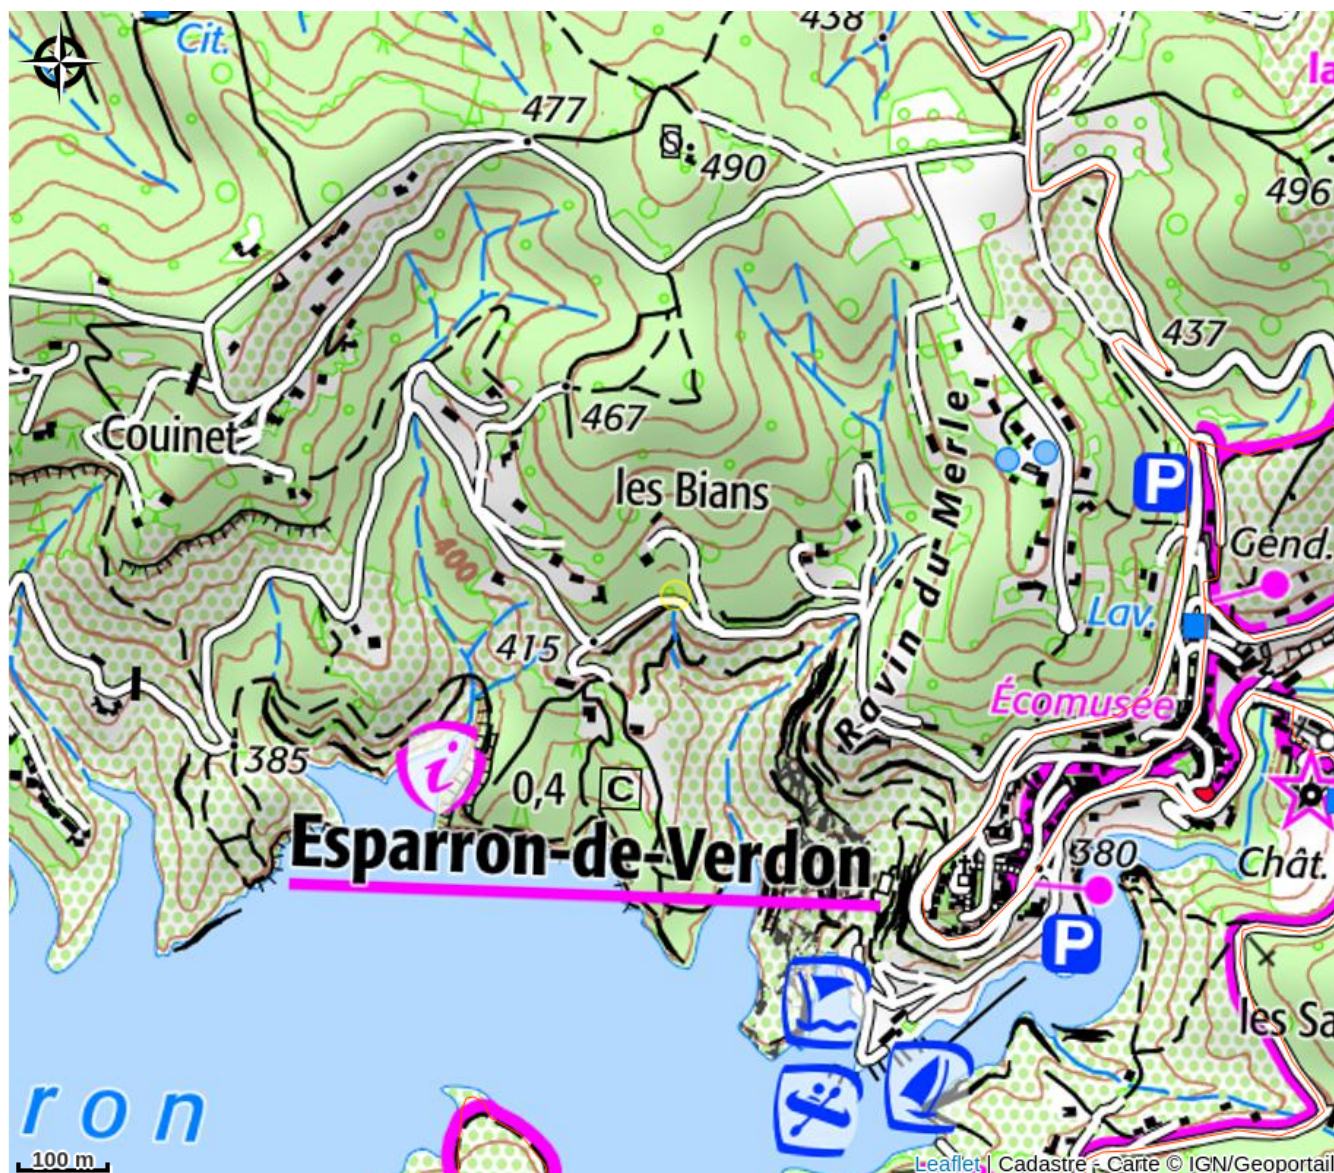 438
Cit.
la
477
S
490
496
437
467
Couinet
les Bians
Ravin du Merle
P
Gend.
400
Lav.
415
Écomusée
i
385
0,4
C
Esparron-de-Verdon
380
Chât.
P
les Sa
ron
100 m
Leaflet | Cadastre - Carte © IGN/Geoportail